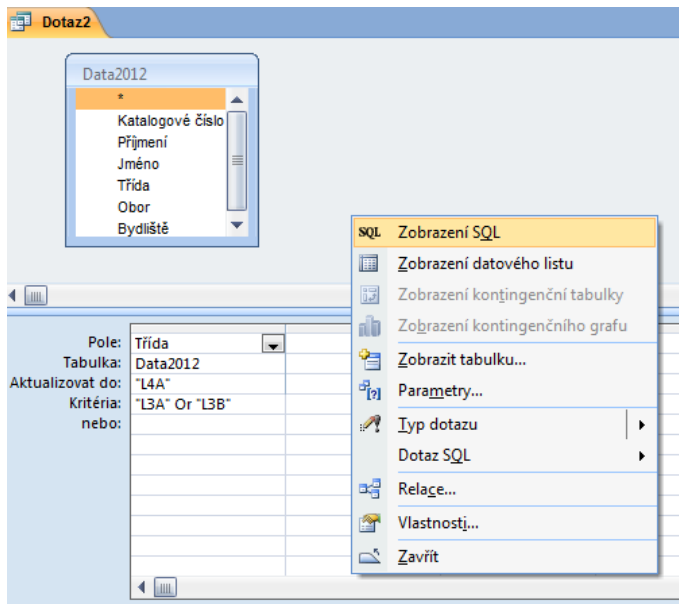 Dotaz2
Data2012
*
Katalogové číslo
Příjmení
Jméno
Třída
Obor
Bydliště
SQL Zobrazení SQL
Zobrazení datového listu
Zobrazení kontingenční tabulky
Zobrazení kontingenčního grafu
Zobrazit tabulku...
[?] Parametry...
Typ dotazu
Dotaz SQL
Relace...
Vlastnosti...
Zavřít
Pole: Třída
Tabulka: Data2012
Aktualizovat do: "L4A"
Kritéria: "L3A" Or "L3B"
nebo: